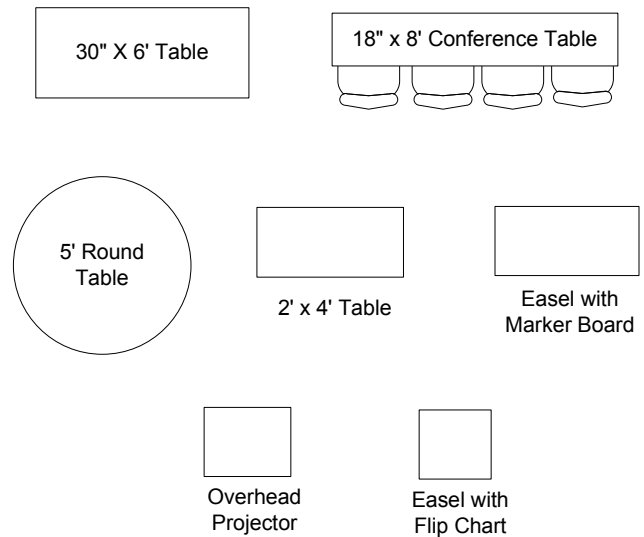 30" X 6' Table
18" x 8' Conference Table
5' Round
Table
2' x 4' Table
Easel with
Marker Board
Overhead
Projector
Easel with
Flip Chart